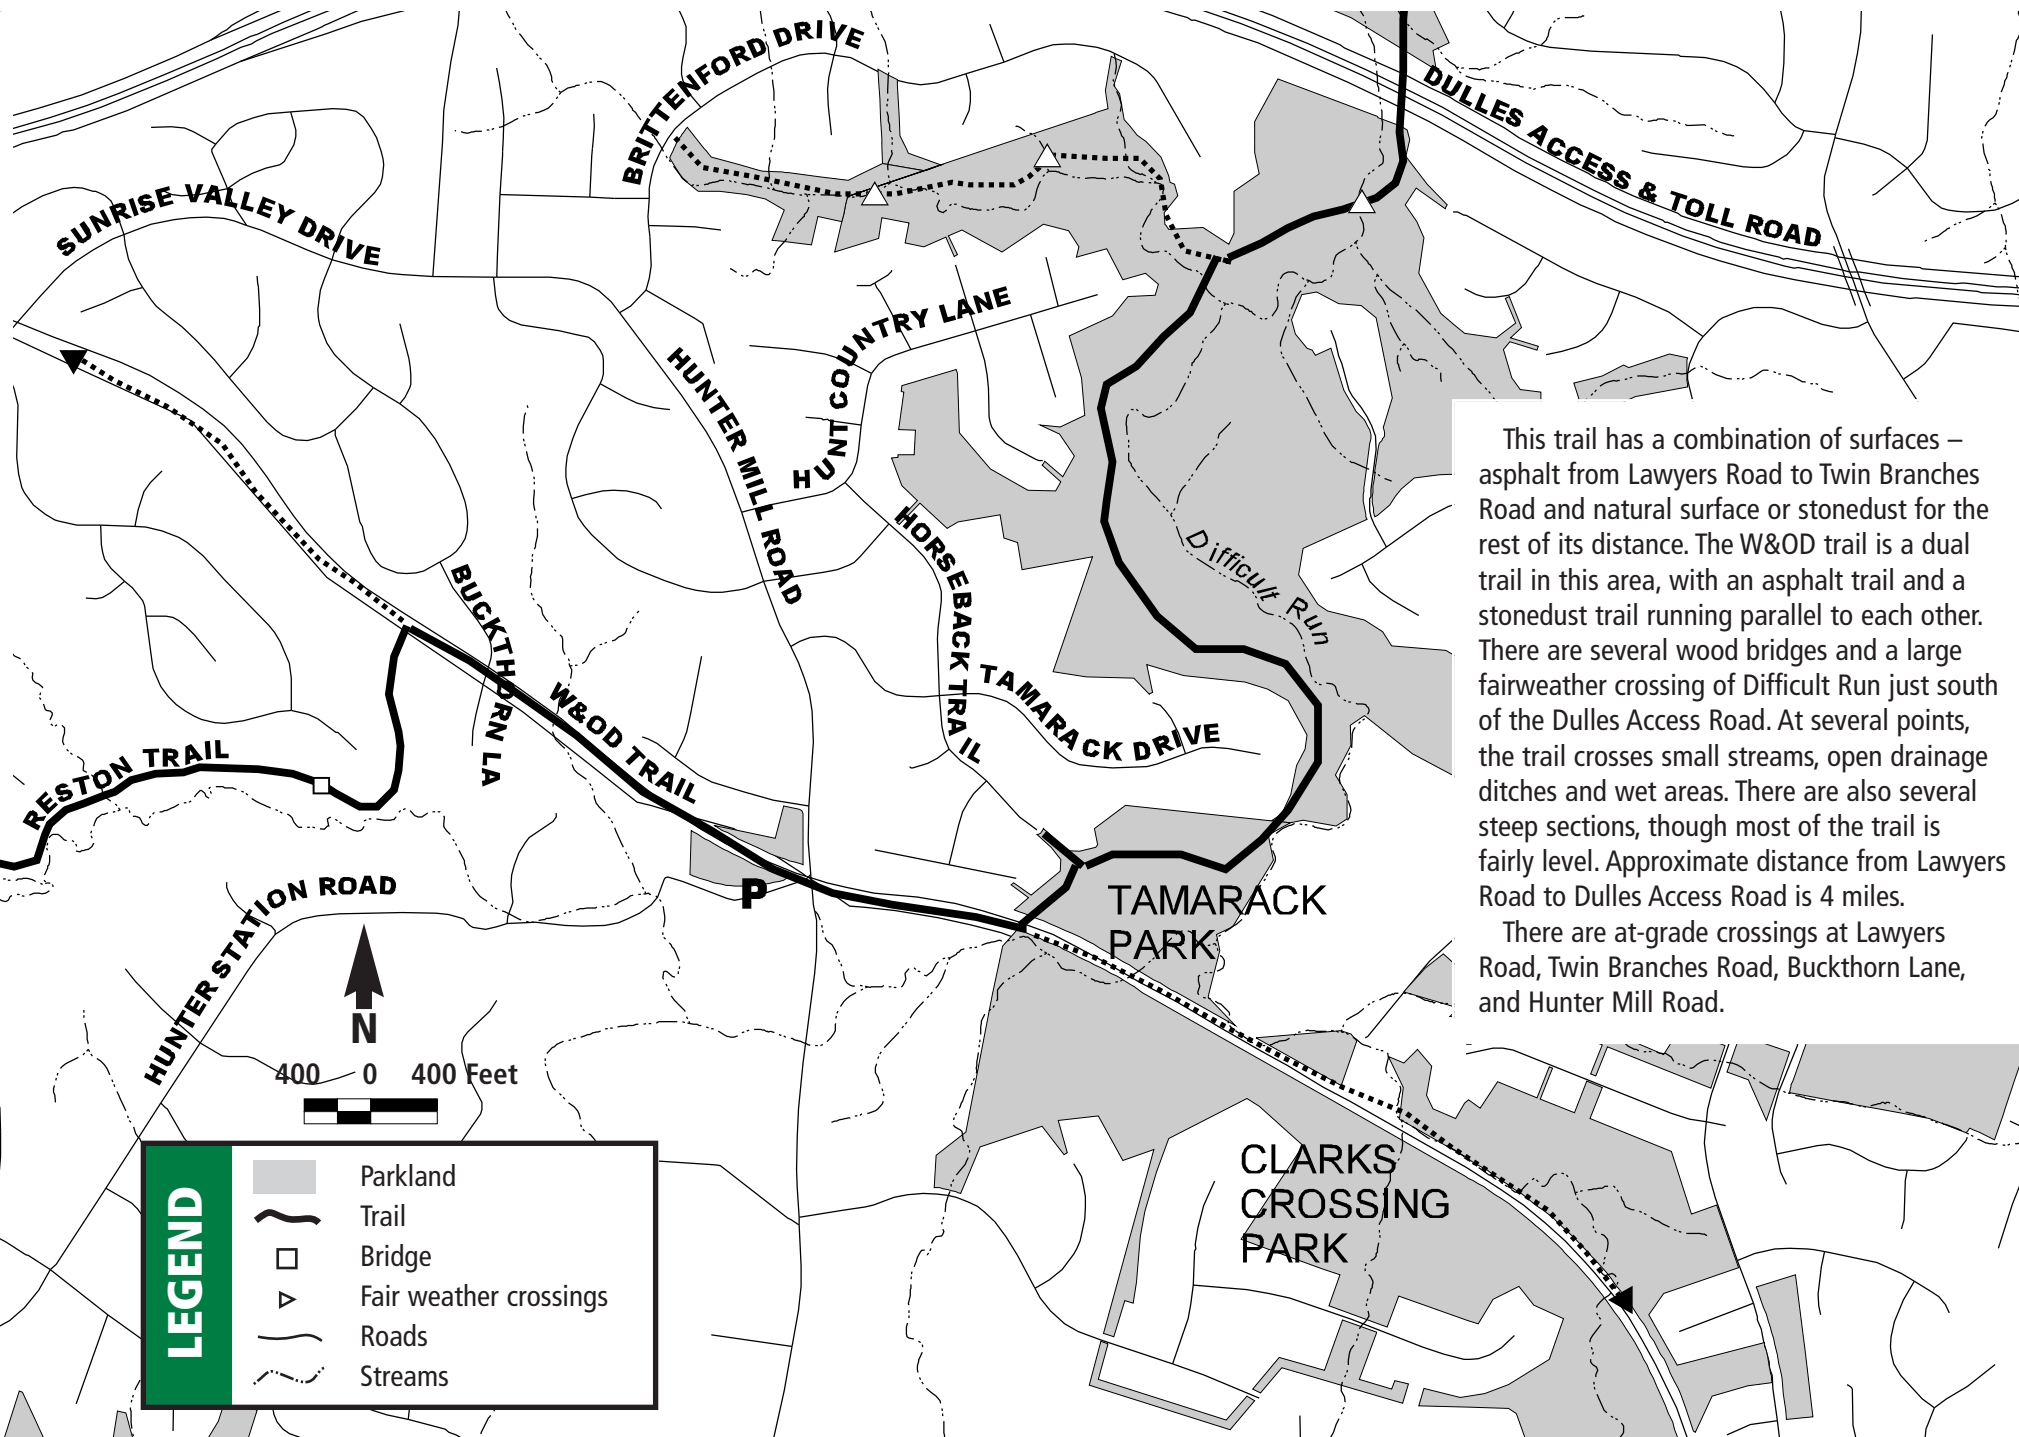 BRITTENFORD DRIVE
DULLES ACCESS & TOLL ROAD
SUNRISE VALLEY DRIVE
HUNT COUNTRY LANE
HUNTER MILL ROAD
HORSEBACK TRAIL
Difficult Run
BUCKTHORN LA
TAMARACK DRIVE
W&OD TRAIL
RESTON TRAIL
P
HUNTER STATION ROAD
TAMARACK
PARK
N
400 0 400 Feet
CLARKS
CROSSING
PARK
This trail has a combination of surfaces –
asphalt from Lawyers Road to Twin Branches
Road and natural surface or stonedust for the
rest of its distance. The W&OD trail is a dual
trail in this area, with an asphalt trail and a
stonedust trail running parallel to each other.
There are several wood bridges and a large
fairweather crossing of Difficult Run just south
of the Dulles Access Road. At several points,
the trail crosses small streams, open drainage
ditches and wet areas. There are also several
steep sections, though most of the trail is
fairly level. Approximate distance from Lawyers
Road to Dulles Access Road is 4 miles.
There are at-grade crossings at Lawyers
Road, Twin Branches Road, Buckthorn Lane,
and Hunter Mill Road.
LEGEND
Parkland
Trail
Bridge
Fair weather crossings
Roads
Streams